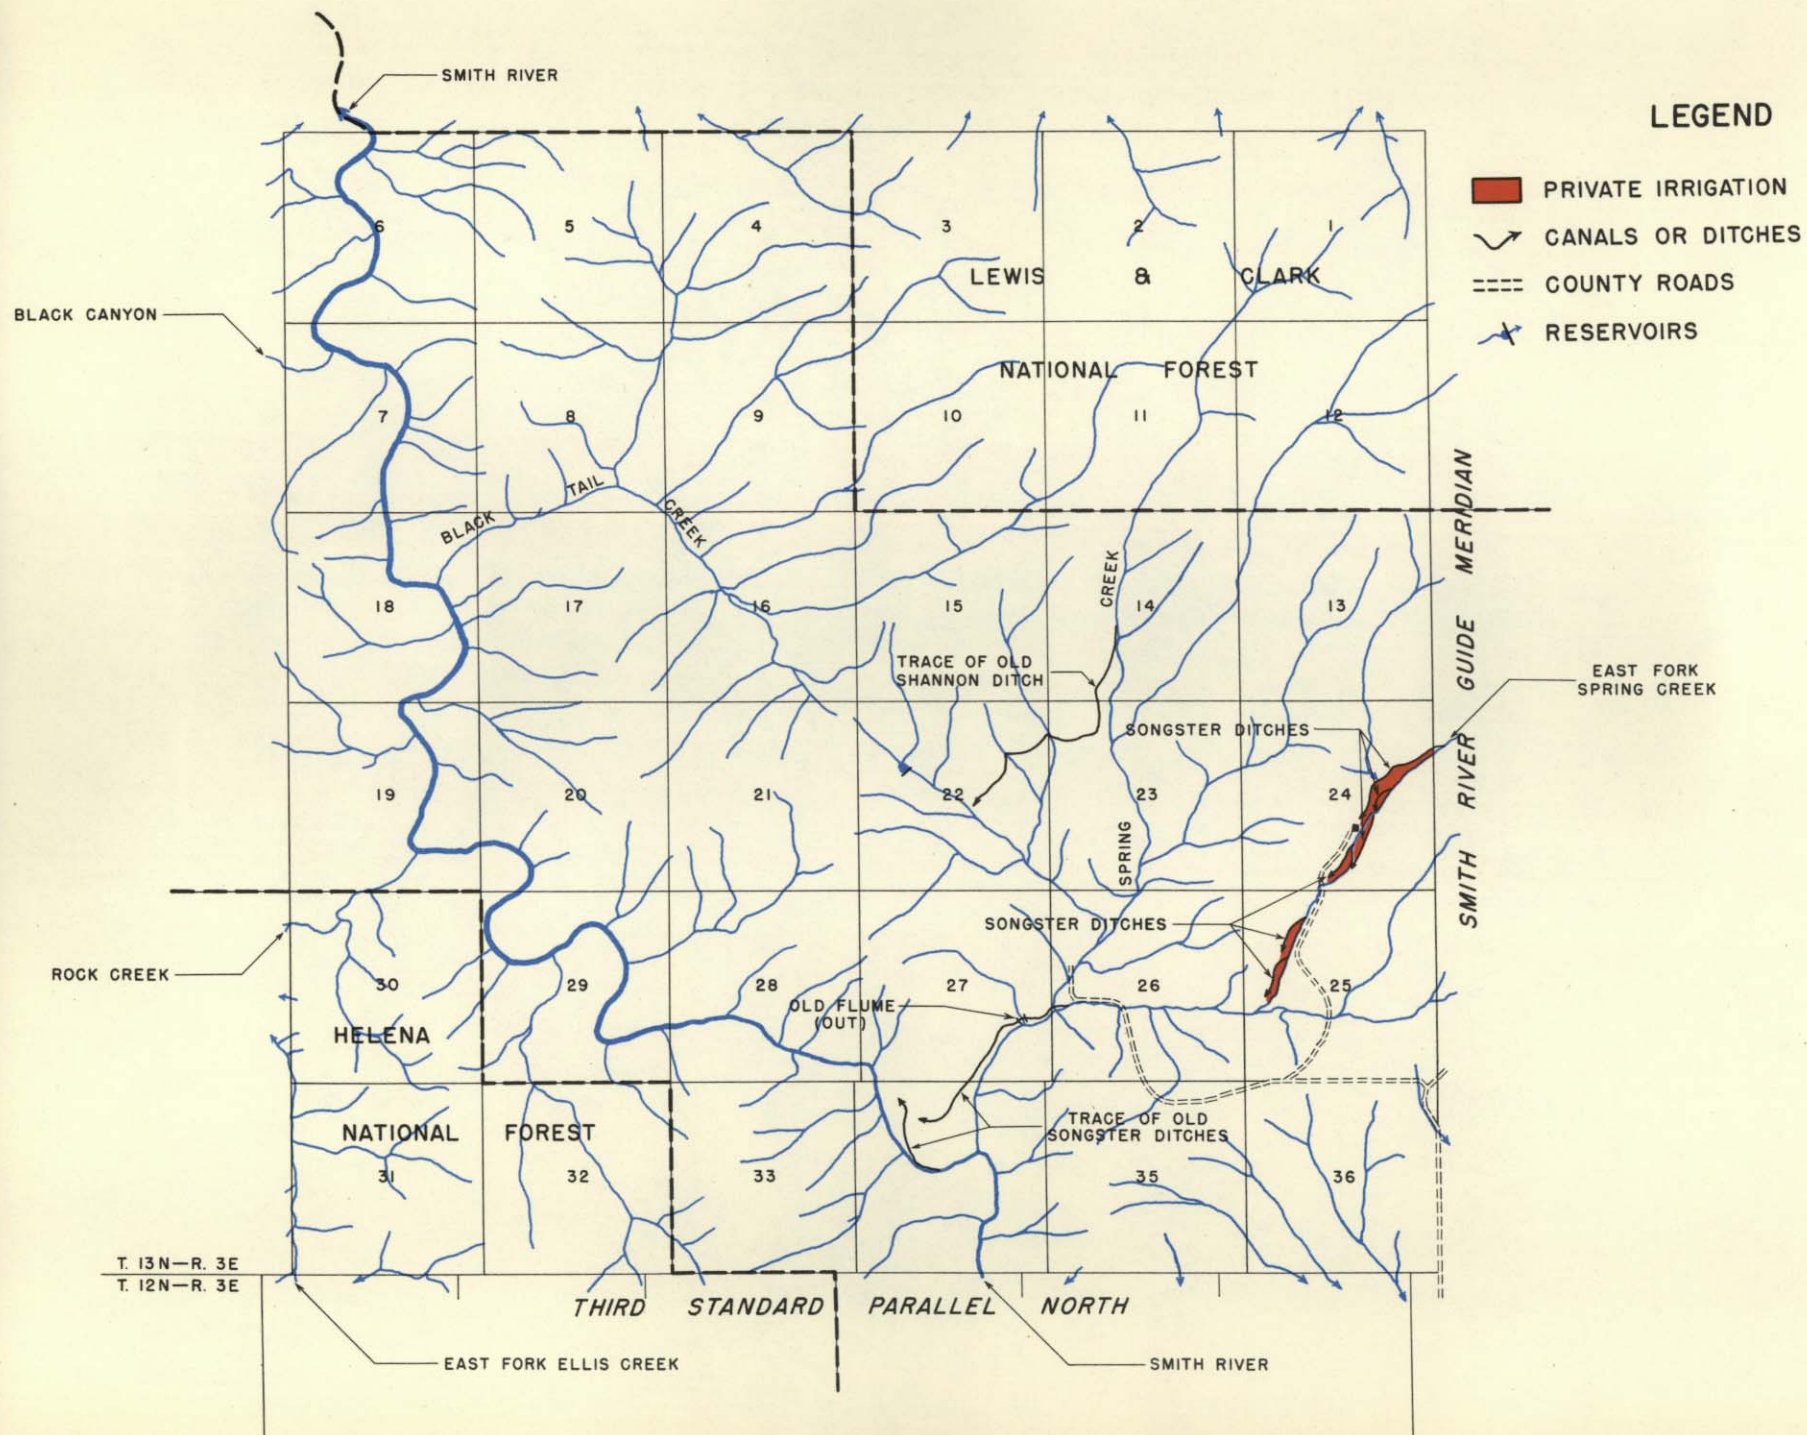 SMITH RIVER
LEGEND
PRIVATE IRRIGATION
CANALS OR DITCHES
COUNTY ROADS
RESERVOIRS
6 5 4 3 2 1
LEWIS & CLARK
BLACK CANYON
NATIONAL FOREST
7 8 9 10 11 12
BLACK TAIL CREEK
SMITH RIVER GUIDE MERIDIAN
CREEK
18 17 16 15 14 13
TRACE OF OLD
SHANNON DITCH
EAST FORK
SPRING CREEK
SONGSTER DITCHES
19 20 21 22 23 24
SPRING
SONGSTER DITCHES
ROCK CREEK
30 29 28 27 26 25
OLD FLUME
(OUT)
HELENA
NATIONAL FOREST
TRACE OF OLD
SONGSTER DITCHES
31 32 33 35 36
T. 13N—R. 3E
T. 12N—R. 3E
THIRD STANDARD PARALLEL NORTH
EAST FORK ELLIS CREEK
SMITH RIVER